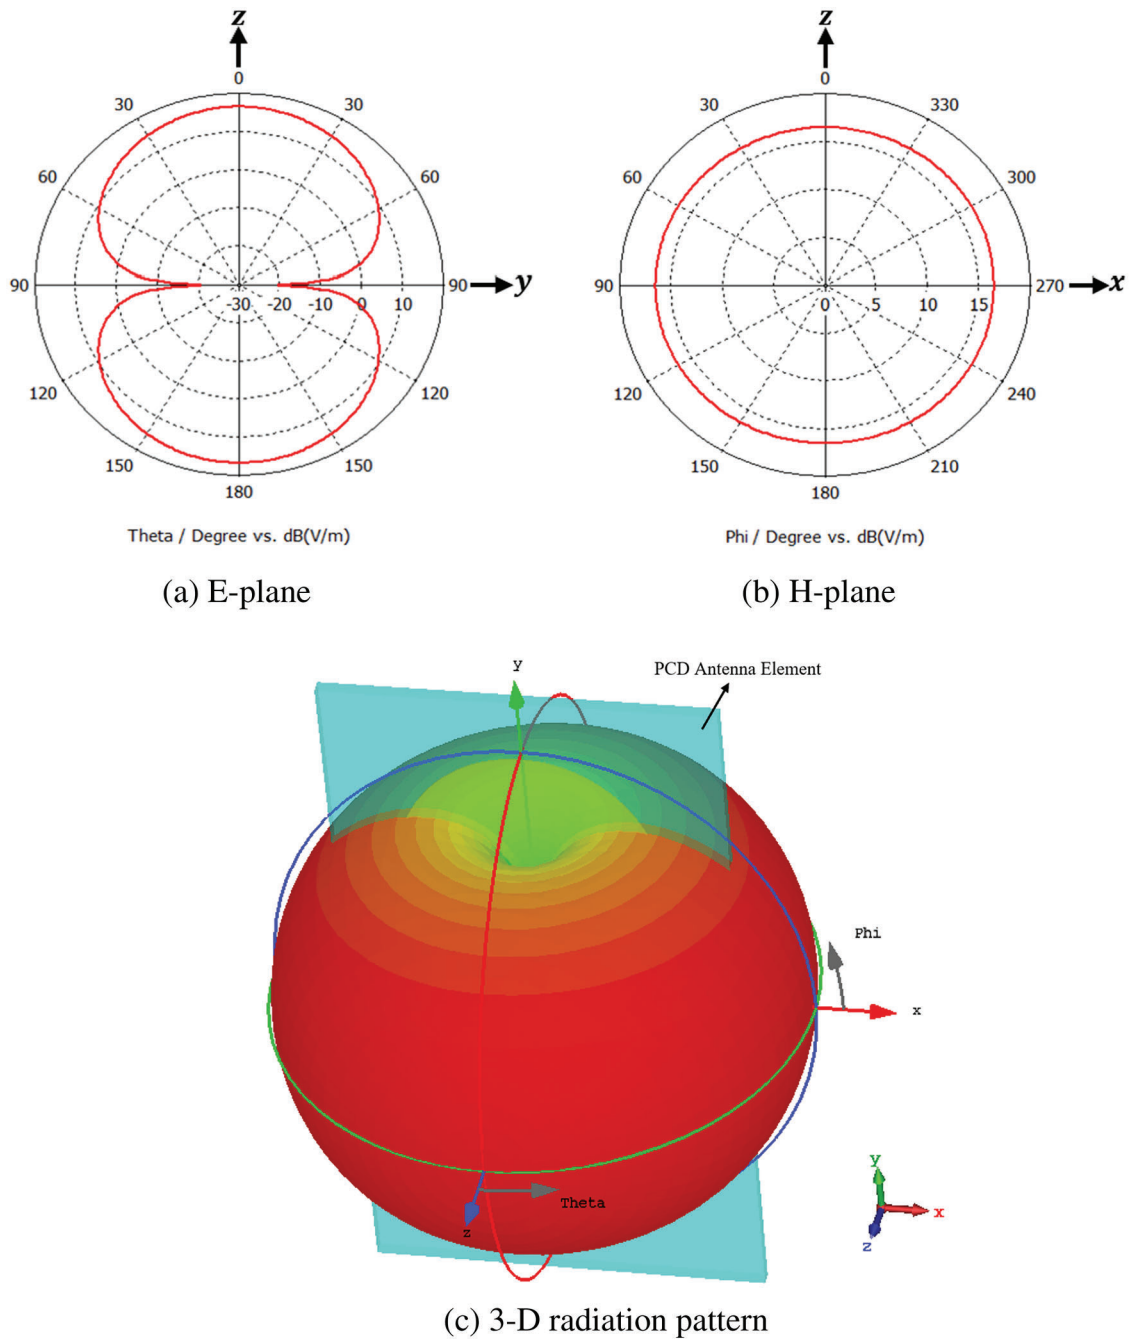 z
0
30
30
60
60
90
-30
-20
-10
0
10
90
y
120
120
150
150
180
Theta / Degree vs. dB(V/m)
(a) E-plane
z
0
30
330
60
300
90
0
5
10
15
270
x
120
240
150
210
180
Phi / Degree vs. dB(V/m)
(b) H-plane
PCD Antenna Element
y
Phi
x
Theta
z
y
x
z
(c) 3-D radiation pattern